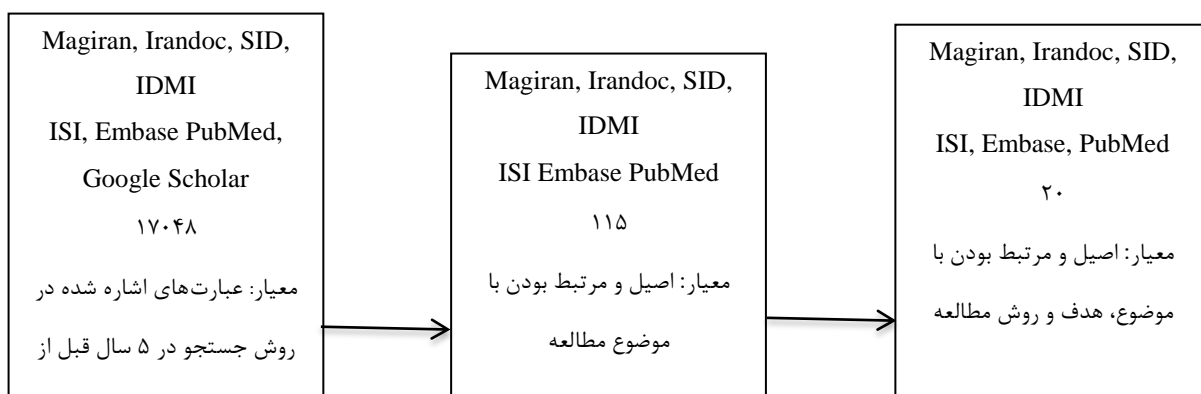 Magiran, Irandoc, SID,
IDMI
ISI, Embase PubMed,
Google Scholar
۱۷۰۴۸
معیار: عبارت‌های اشاره شده در
روش جستجو در ۵ سال قبل از
Magiran, Irandoc, SID,
IDMI
ISI Embase PubMed
۱۱۵
معیار: اصیل و مرتبط بودن با
موضوع مطالعه
Magiran, Irandoc, SID,
IDMI
ISI, Embase, PubMed
۲۰
معیار: اصیل و مرتبط بودن با
موضوع، هدف و روش مطالعه